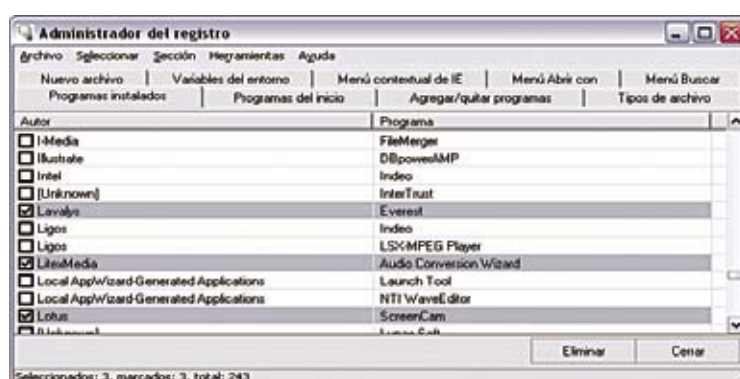 Administrador del registro
Archivo Seleccionar Sección Herramientas Ayuda
Nuevo archivo Variables del entorno Menú contextual de IE Menú Abrir con Menú Buscar
Programas instalados Programas del inicio Agregar/quitar programas Tipos de archivo
Autor Programa
I-Media FileMerger
Illustrate DBpowerAMP
Intel Indeo
[Unknown] InterTrust
Lavalys Everest
Ligos Indeo
Ligos LSX-MPEG Player
LitexMedia Audio Conversion Wizard
Local AppWizard-Generated Applications Launch Tool
Local AppWizard-Generated Applications NTI WaveEditor
Lotus ScreenCam
[Unknown]
Eliminar Cerrar
Seleccionados: 3, marcados: 3, total: 243